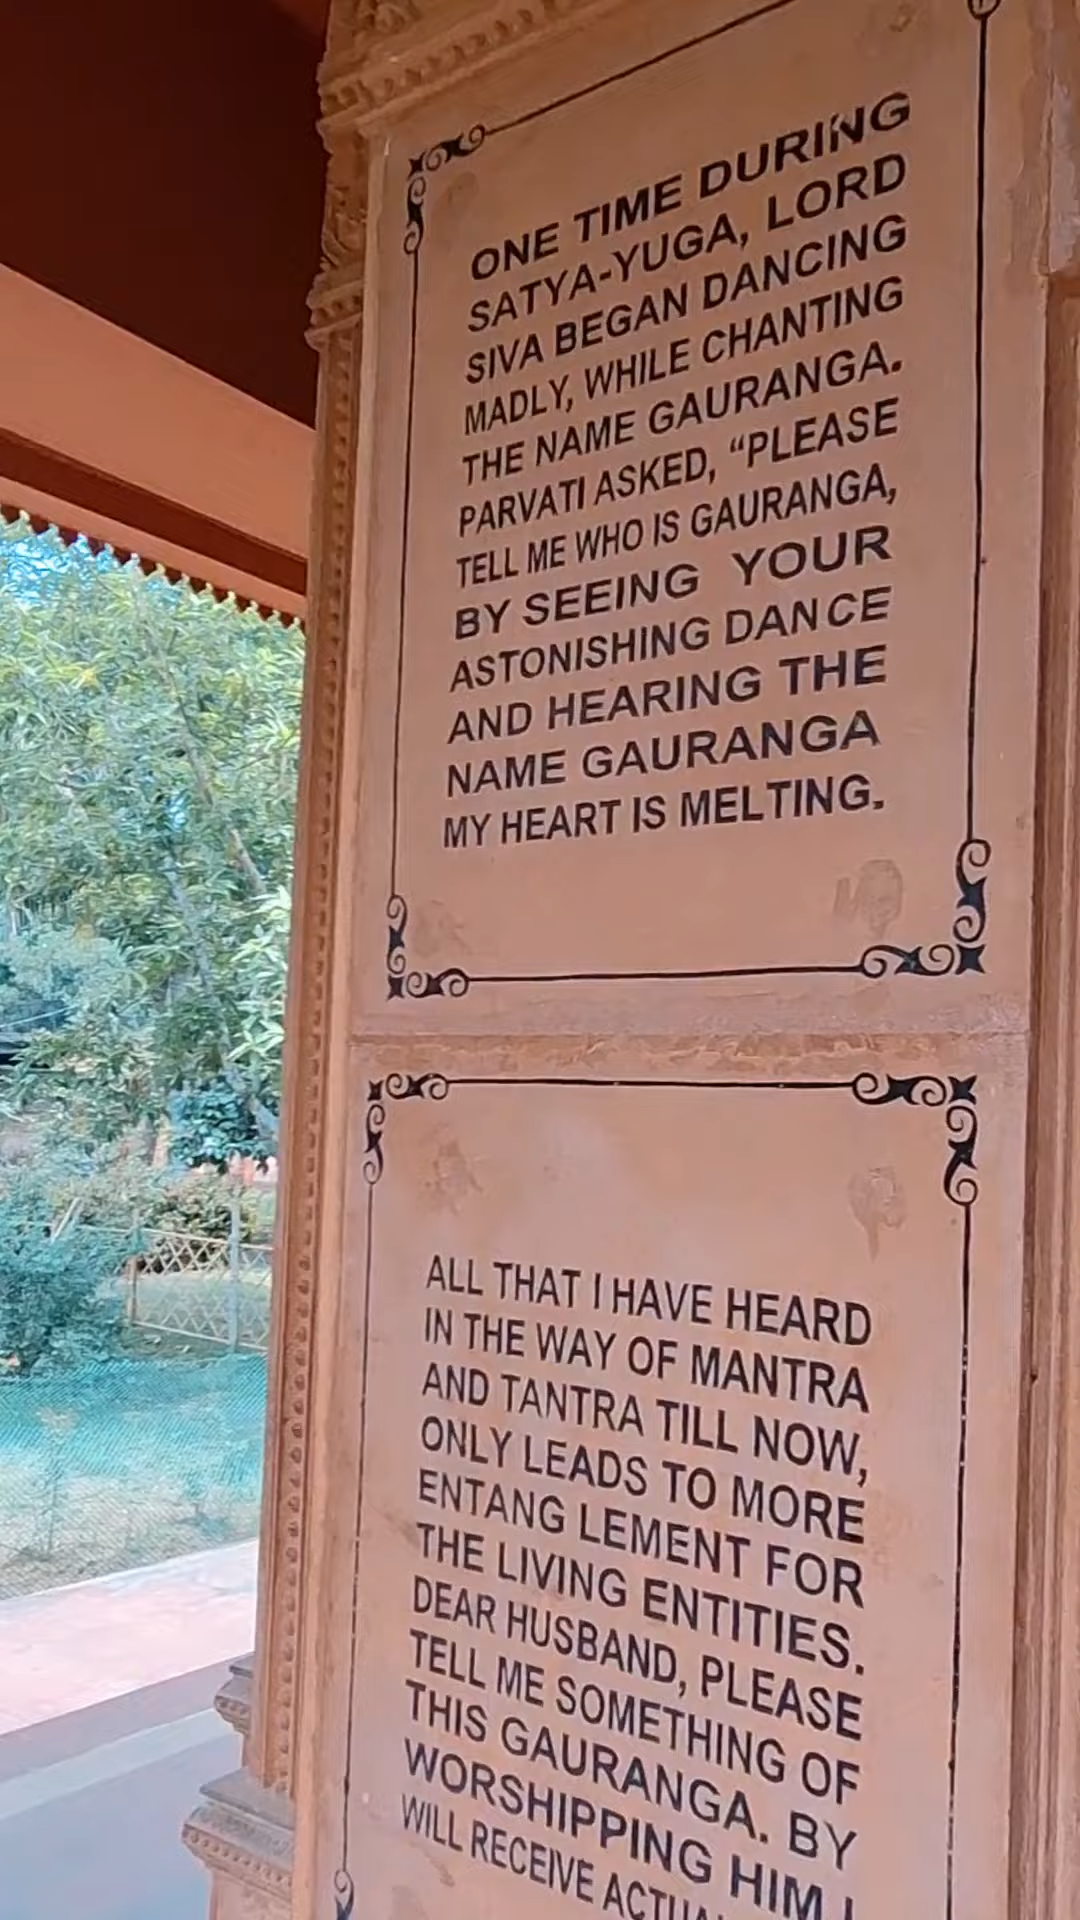 ONE TIME DURING
SATYA-YUGA, LORD
SIVA BEGAN DANCING
MADLY, WHILE CHANTING
THE NAME GAURANGA.
PARVATI ASKED, “PLEASE
TELL ME WHO IS GAURANGA,
BY SEEING YOUR
ASTONISHING DANCE
AND HEARING THE
NAME GAURANGA
MY HEART IS MELTING.
ALL THAT I HAVE HEARD
IN THE WAY OF MANTRA
AND TANTRA TILL NOW,
ONLY LEADS TO MORE
ENTANG LEMENT FOR
THE LIVING ENTITIES.
DEAR HUSBAND, PLEASE
TELL ME SOMETHING OF
THIS GAURANGA. BY
WORSHIPPING HIM I
WILL RECEIVE